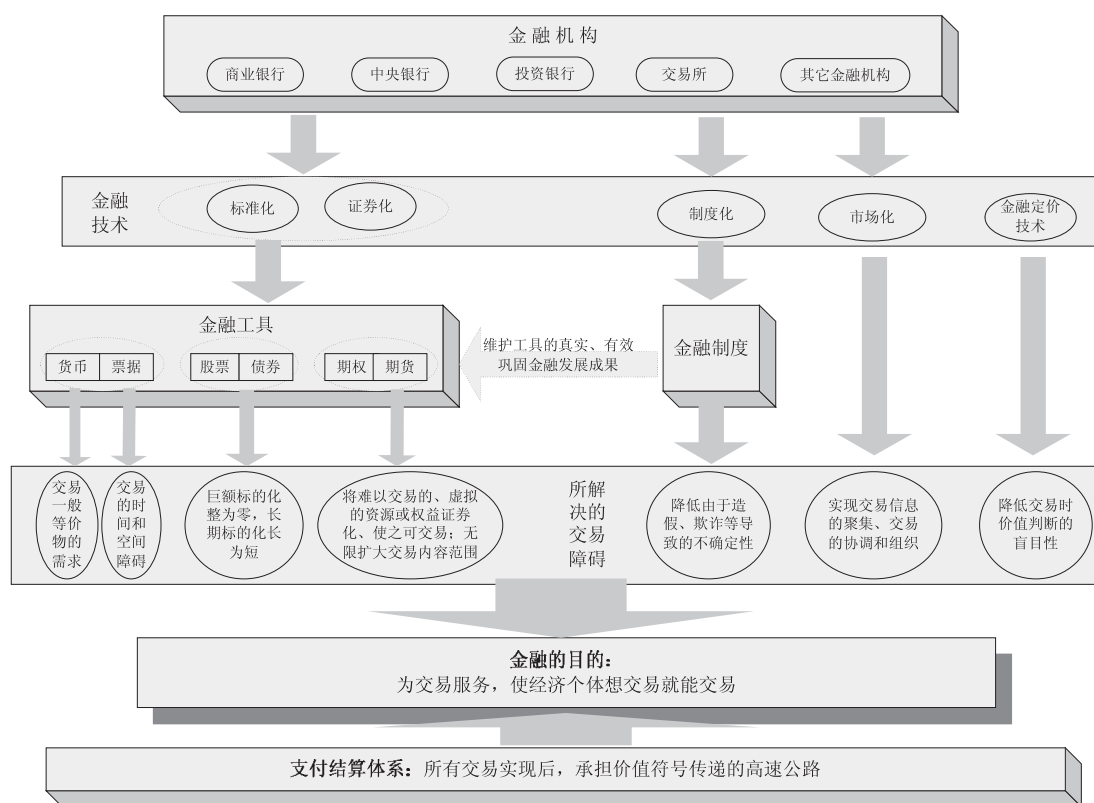 金融机构
商业银行
中央银行
投资银行
交易所
其它金融机构
金融
技术
标准化
证券化
制度化
市场化
金融定价
技术
金融工具
货币
票据
股票
债券
期权
期货
维护工具的真实、有效
巩固金融发展成果
金融制度
交易
一般
等价
物的
需求
交易
的时
间和
空间
障碍
巨额标的化
整为零，长
期标的化长
为短
将难以交易的、虚拟
的资源或权益证券
化、使之可交易；无
限扩大交易内容范围
所解
决的
交易
障碍
降低由于造
假、欺诈等导
致的不确定性
实现交易信息
的聚集、交易
的协调和组织
降低交易时
价值判断的
盲目性
金融的目的：
为交易服务，使经济个体想交易就能交易
支付结算体系：所有交易实现后，承担价值符号传递的高速公路